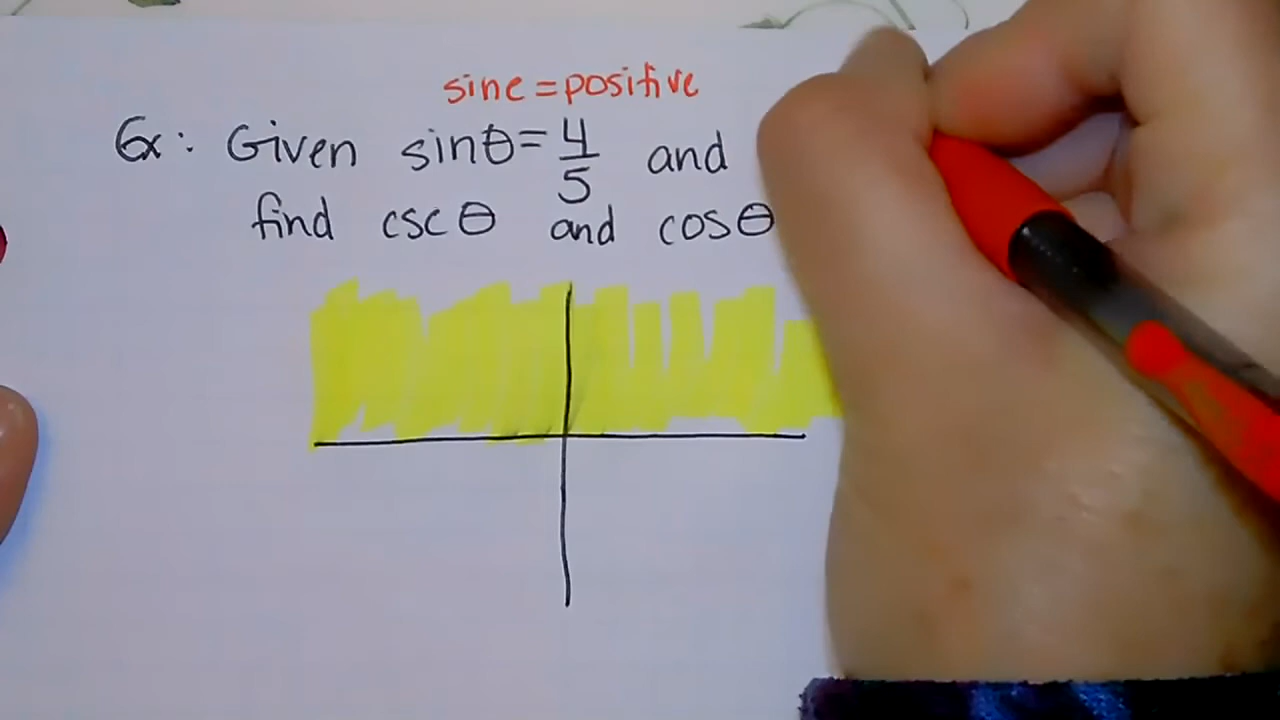 sine = positive
Ex: Given sinθ = 4/5 and
find cscθ and cosθ